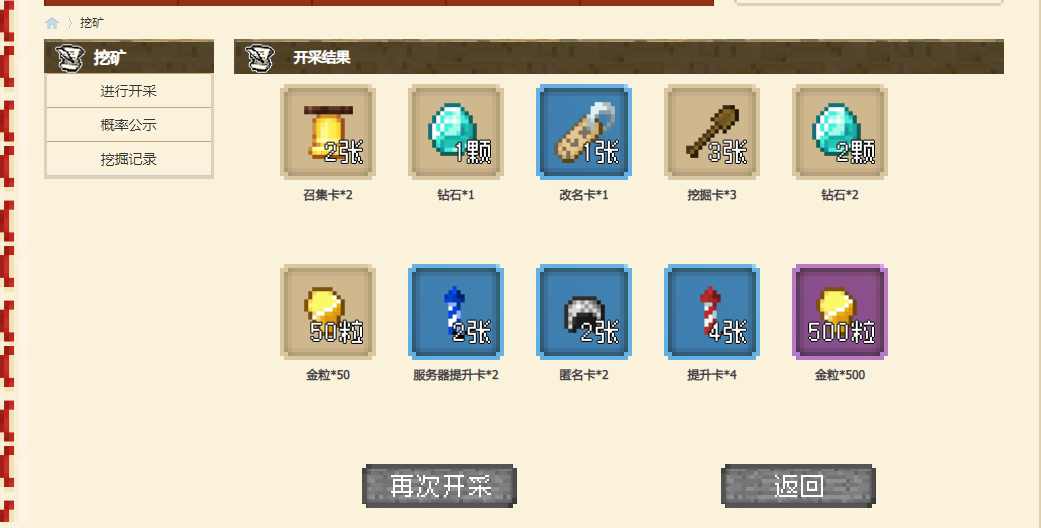 〉挖矿
挖矿
进行开采
概率公示
挖掘记录
开采结果
2张
1颗
1张
3张
2颗
召集卡*2
钻石*1
改名卡*1
挖掘卡*3
钻石*2
50粒
2张
2张
4张
500粒
金粒*50
服务器提升卡*2
匿名卡*2
提升卡*4
金粒*500
再次开采
返回